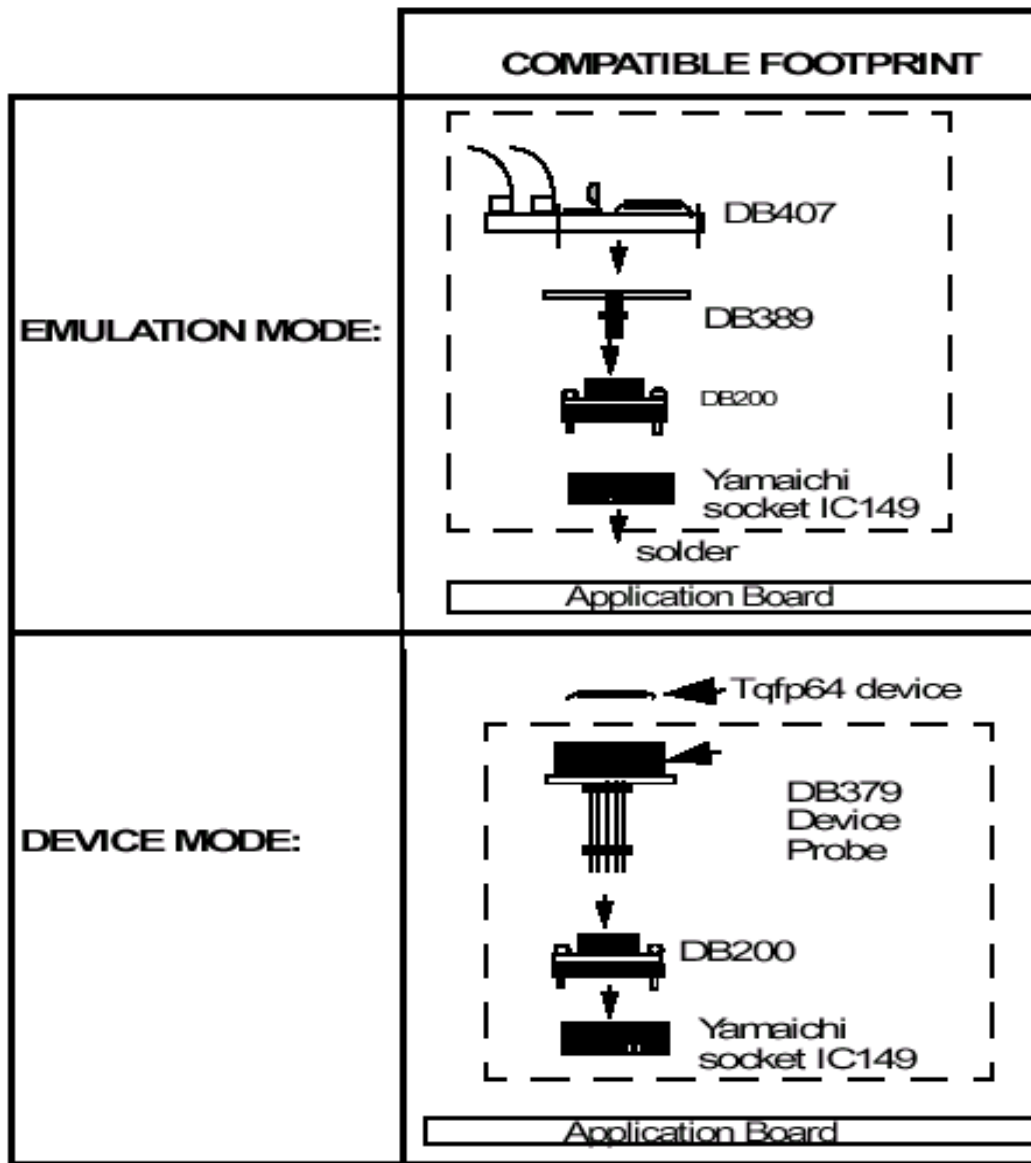 COMPATIBLE FOOTPRINT
EMULATION MODE:
DB407
DB389
DB200
Yamaichi
socket IC149
solder
Application Board
DEVICE MODE:
Tqfp64 device
DB379
Device
Probe
DB200
Yamaichi
socket IC149
Application Board